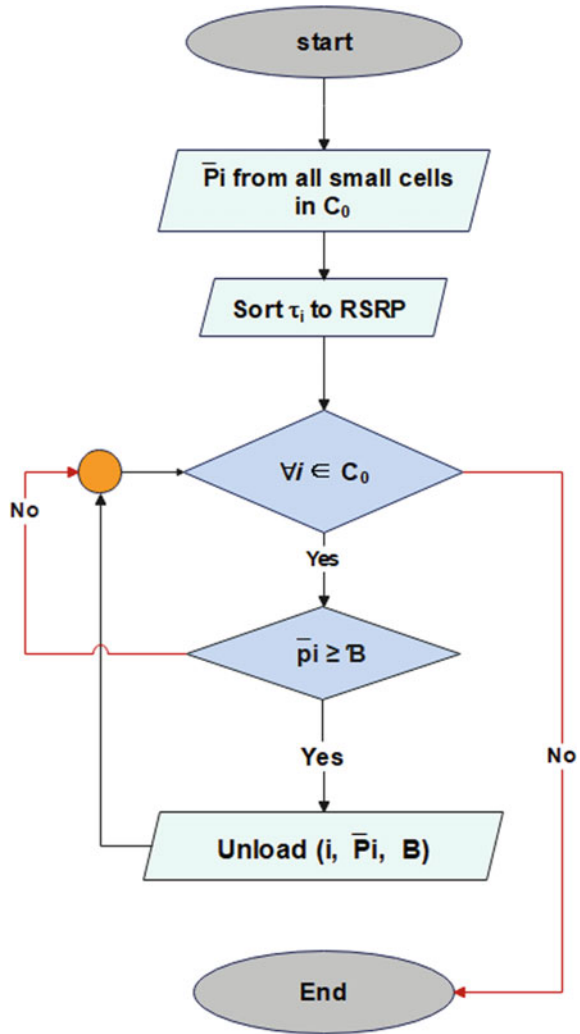 start
P̅i from all small cells
in C₀
Sort τᵢ to RSRP
∀i ∈ C₀
No
Yes
p̅i ≥ Ɓ
Yes
No
Unload (i, P̅i, B)
End